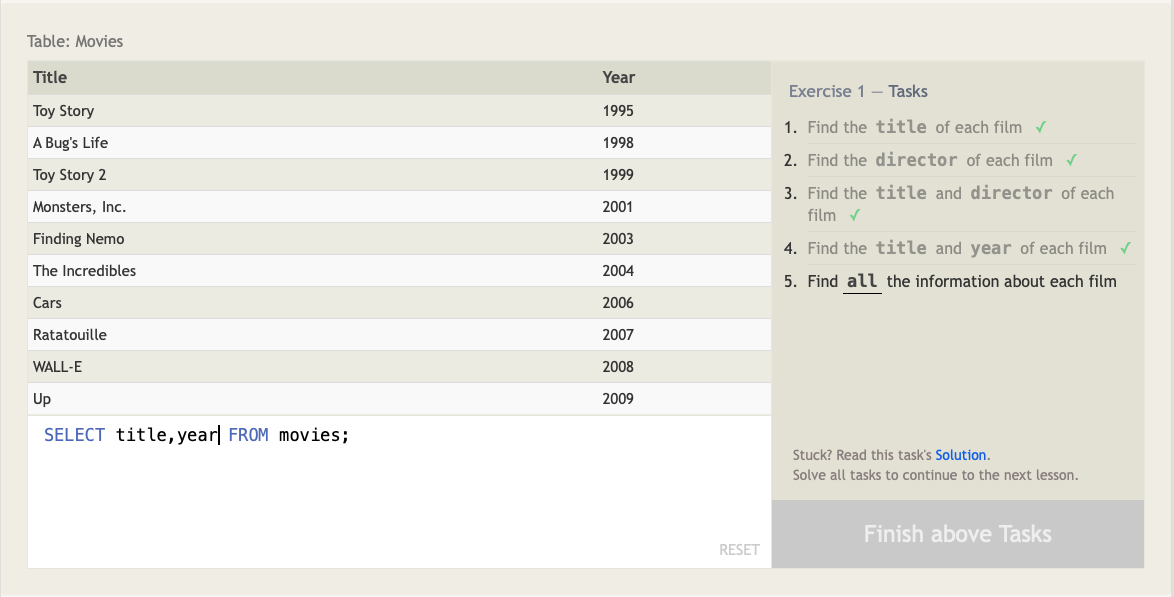 Table: Movies
Title Year
Toy Story 1995
A Bug's Life 1998
Toy Story 2 1999
Monsters, Inc. 2001
Finding Nemo 2003
The Incredibles 2004
Cars 2006
Ratatouille 2007
WALL-E 2008
Up 2009
SELECT title,year FROM movies;
RESET
Exercise 1 — Tasks
1. Find the title of each film ✓
2. Find the director of each film ✓
3. Find the title and director of each
film ✓
4. Find the title and year of each film ✓
5. Find all the information about each film
Stuck? Read this task's Solution.
Solve all tasks to continue to the next lesson.
Finish above Tasks